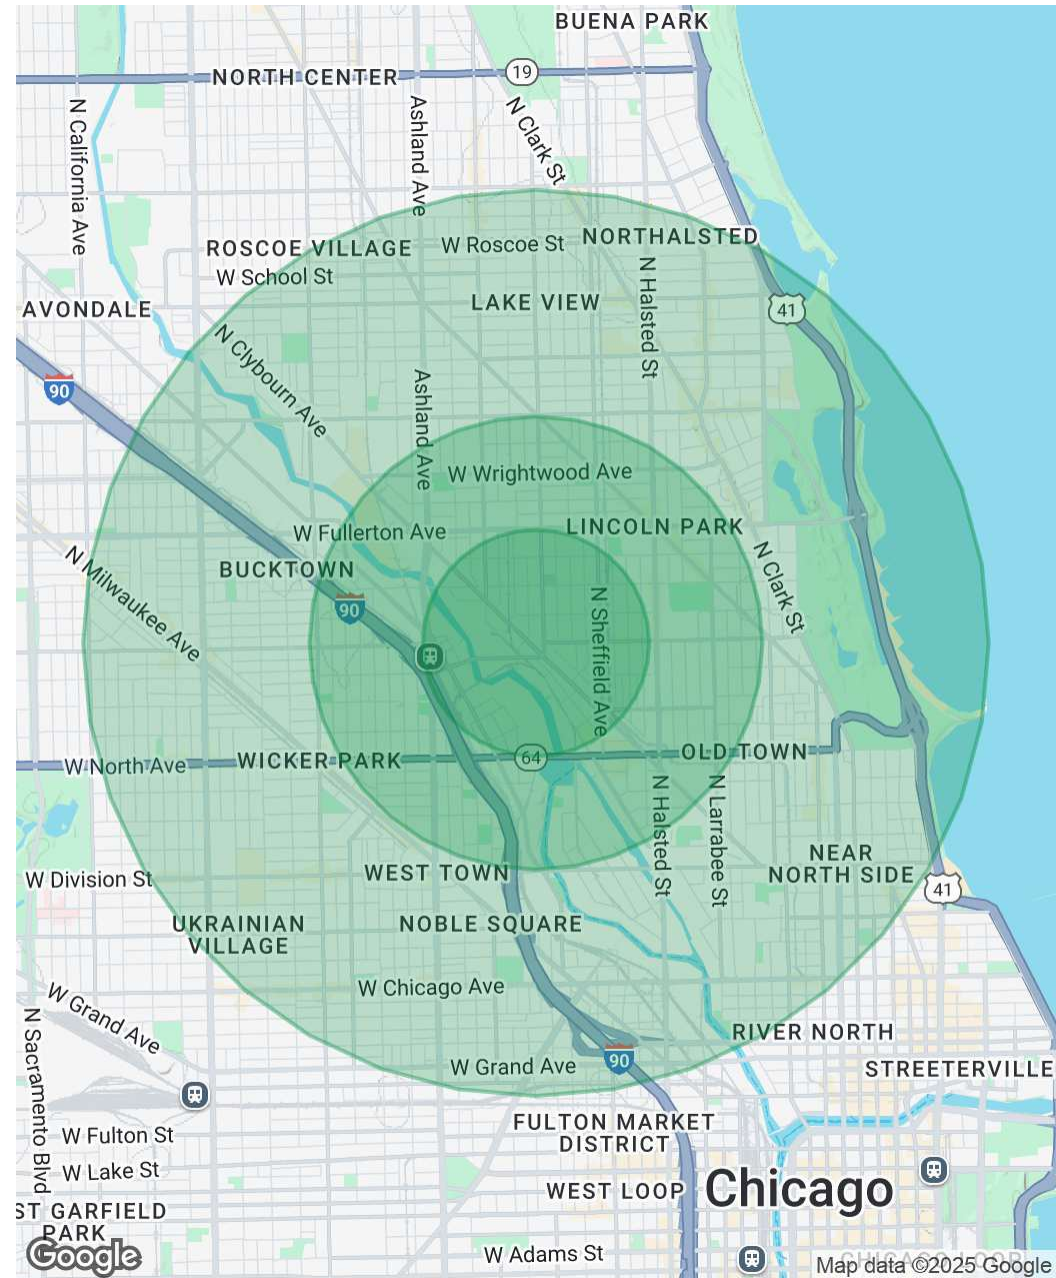 BUENA PARK
19
NORTH CENTER
N California Ave
Ashland Ave
N Clark St
NORTHALSTED
W Roscoe St
ROSCOE VILLAGE
W School St
LAKE VIEW
N Halsted St
AVONDALE
41
N Clybourn Ave
90
Ashland Ave
W Wrightwood Ave
LINCOLN PARK
W Fullerton Ave
N Clark St
BUCKTOWN
N Milwaukee Ave
90
N Sheffield Ave
OLD TOWN
64
WICKER PARK
W North Ave
N Halsted St
N Larrabee St
NEAR
NORTH SIDE
WEST TOWN
W Division St
41
UKRAINIAN
VILLAGE
NOBLE SQUARE
W Chicago Ave
W Grand Ave
N Sacramento Blvd
RIVER NORTH
90
W Grand Ave
STREETERVILLE
FULTON MARKET
DISTRICT
W Fulton St
W Lake St
WEST LOOP
Chicago
ST GARFIELD
PARK
Google
W Adams St
CHICAGO LOOP
Map data ©2025 Google